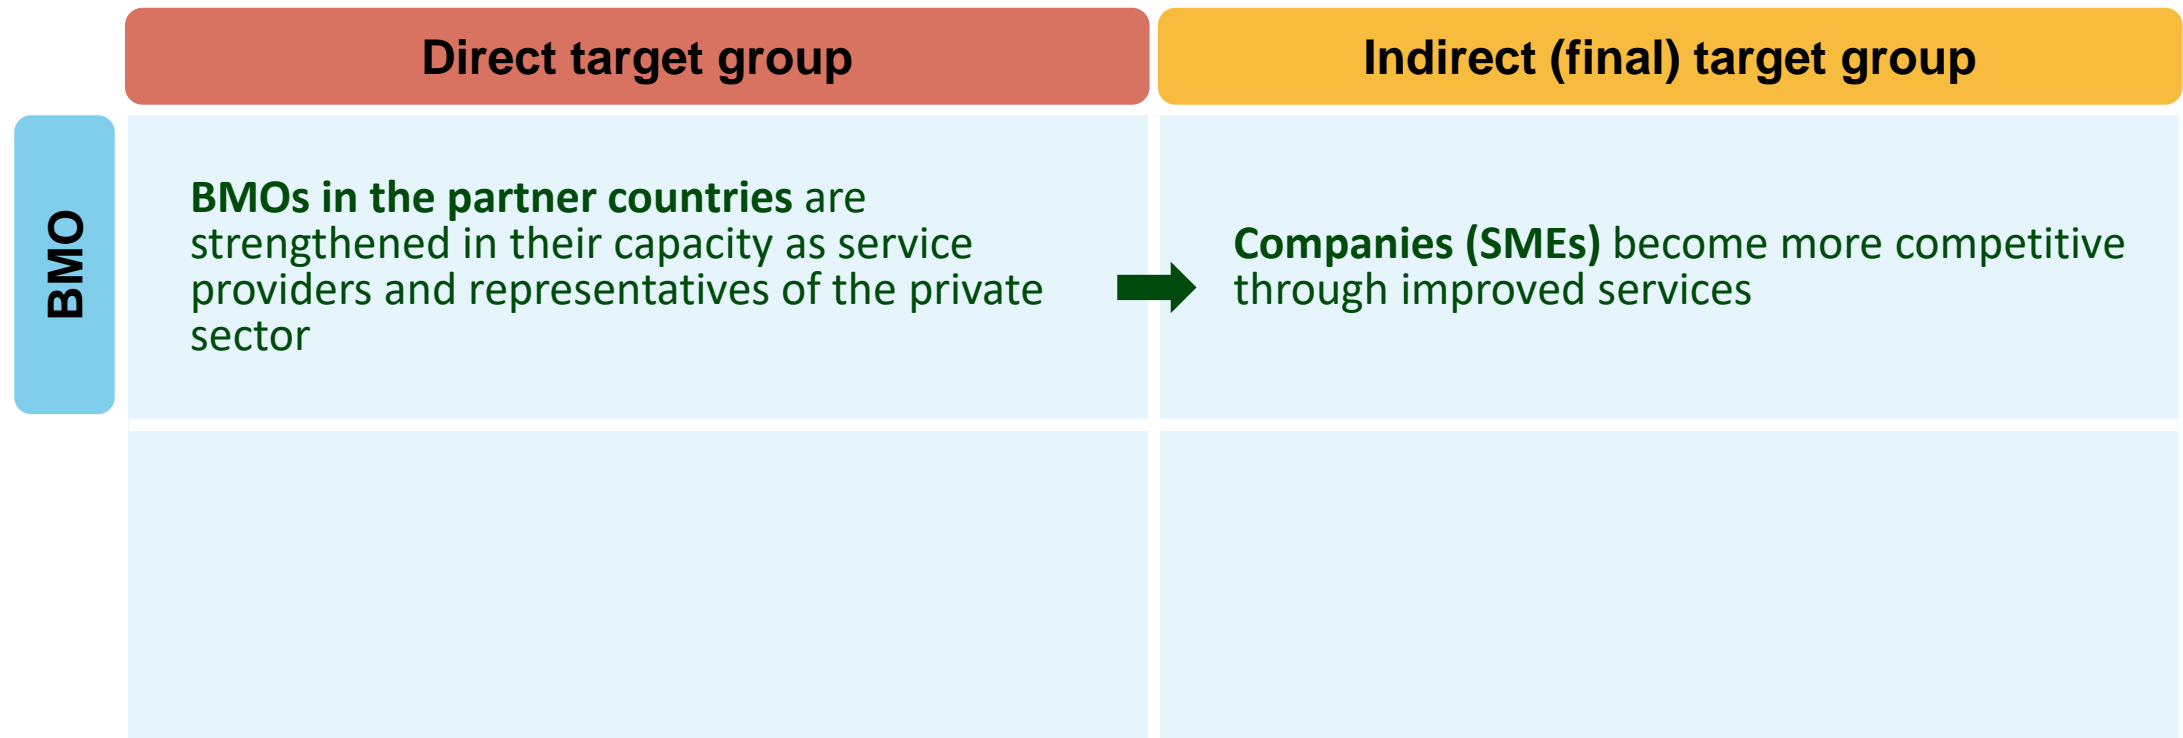 Direct target group
Indirect (final) target group
BMO
BMOs in the partner countries are
strengthened in their capacity as service
providers and representatives of the private
sector
Companies (SMEs) become more competitive
through improved services